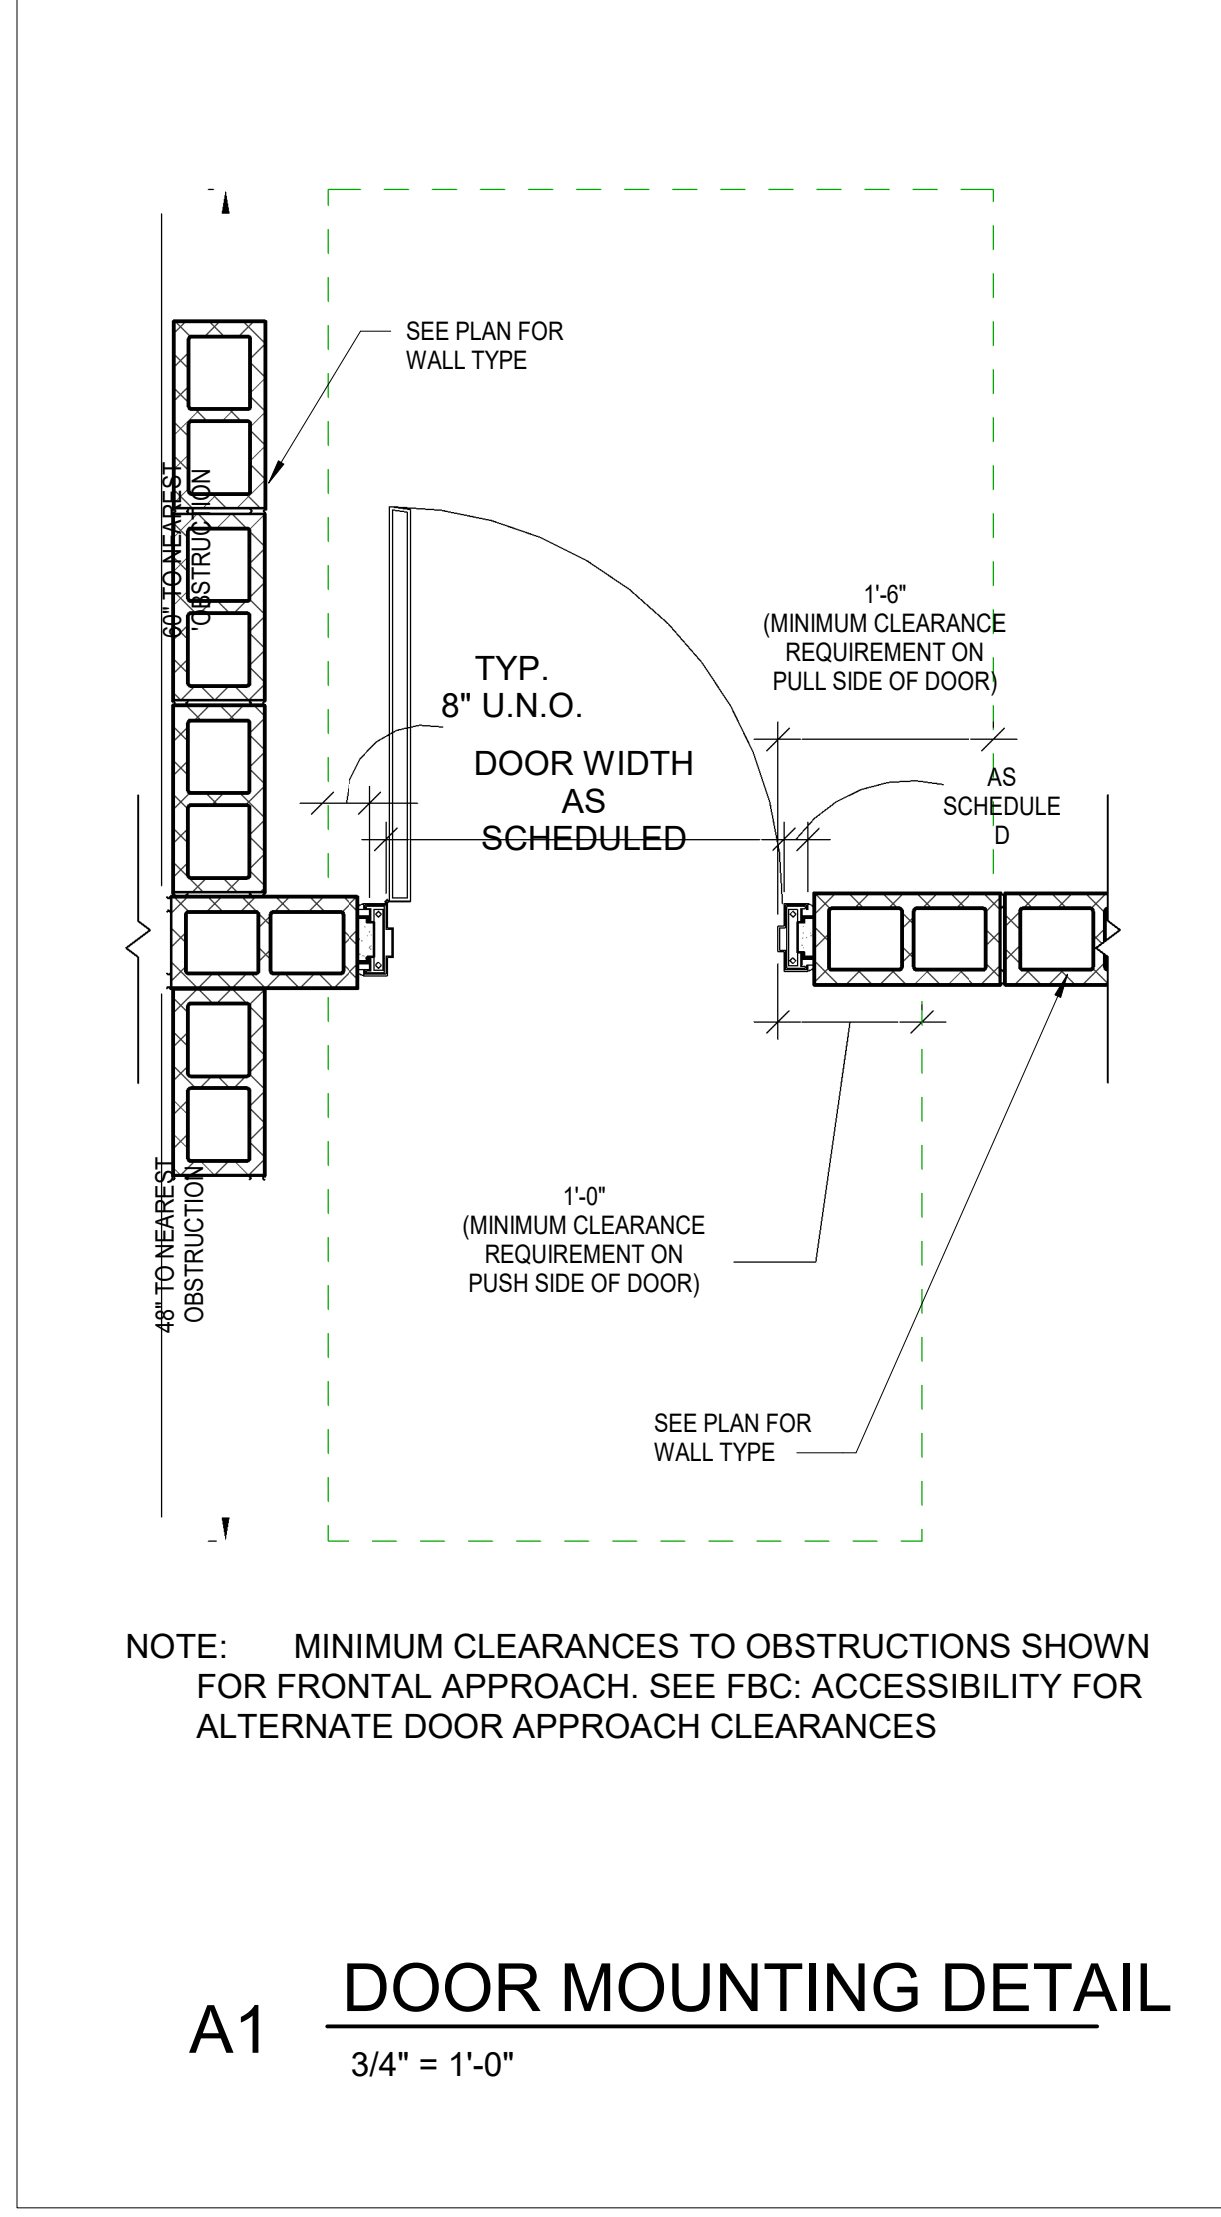 SEE PLAN FOR
WALL TYPE
60" TO NEAREST
'OBSTRUCTION
1'-6"
(MINIMUM CLEARANCE
REQUIREMENT ON
PULL SIDE OF DOOR)
TYP.
8" U.N.O.
DOOR WIDTH
AS
SCHEDULED
AS
SCHEDULE
D
48" TO NEAREST
OBSTRUCTION
1'-0"
(MINIMUM CLEARANCE
REQUIREMENT ON
PUSH SIDE OF DOOR)
SEE PLAN FOR
WALL TYPE
NOTE: MINIMUM CLEARANCES TO OBSTRUCTIONS SHOWN
FOR FRONTAL APPROACH. SEE FBC: ACCESSIBILITY FOR
ALTERNATE DOOR APPROACH CLEARANCES
A1
DOOR MOUNTING DETAIL
3/4" = 1'-0"